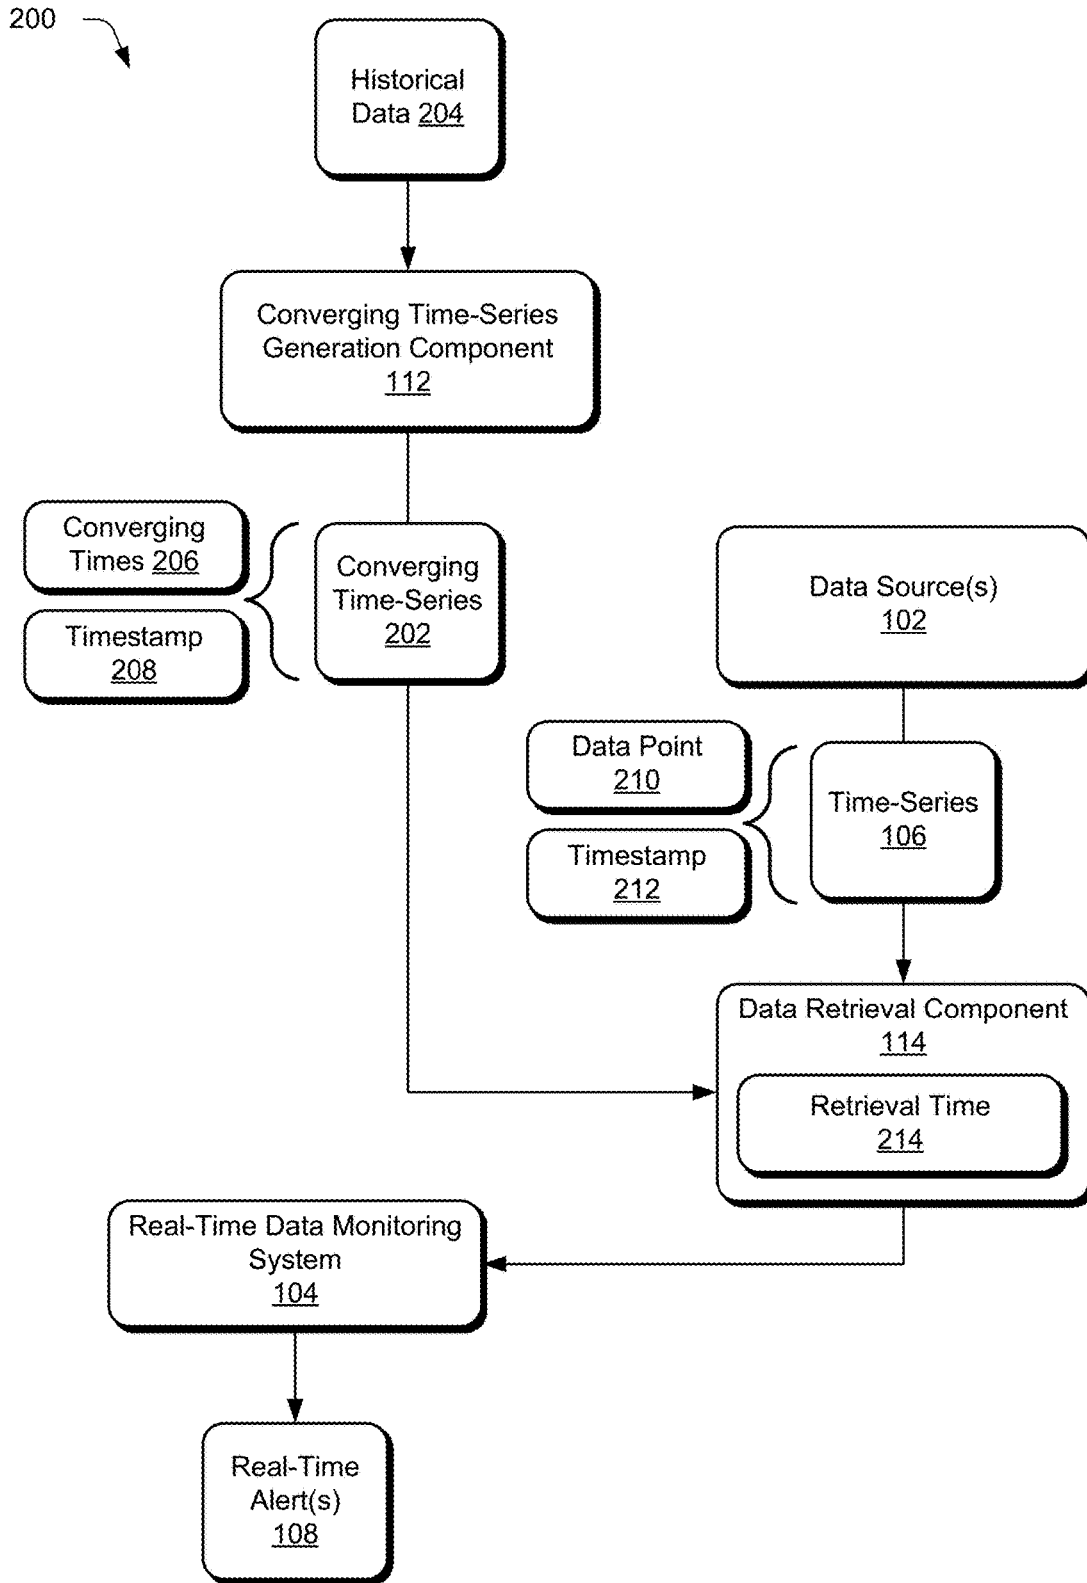 200
Historical
Data 204
Converging Time-Series
Generation Component
112
Converging
Times 206
Timestamp
208
Converging
Time-Series
202
Data Source(s)
102
Data Point
210
Timestamp
212
Time-Series
106
Data Retrieval Component
114
Retrieval Time
214
Real-Time Data Monitoring
System
104
Real-Time
Alert(s)
108